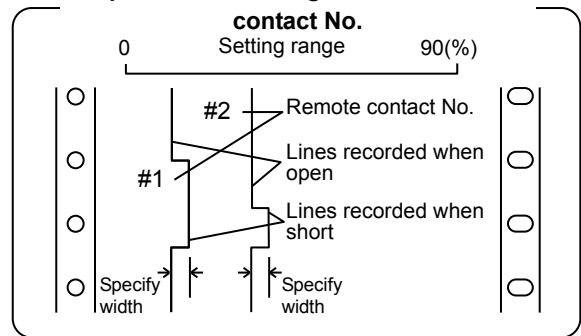 contact No.
0 Setting range 90(%)
#2 Remote contact No.
Lines recorded when
open
#1
Lines recorded when
short
Specify
width
Specify
width